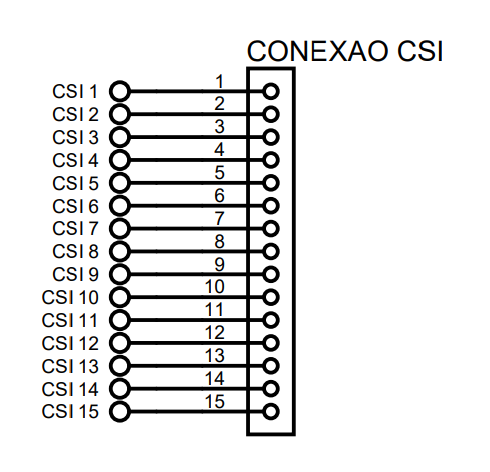 CONEXAO CSI
CSI 1 1
CSI 2 2
CSI 3 3
CSI 4 4
CSI 5 5
CSI 6 6
CSI 7 7
CSI 8 8
CSI 9 9
CSI 10 10
CSI 11 11
CSI 12 12
CSI 13 13
CSI 14 14
CSI 15 15